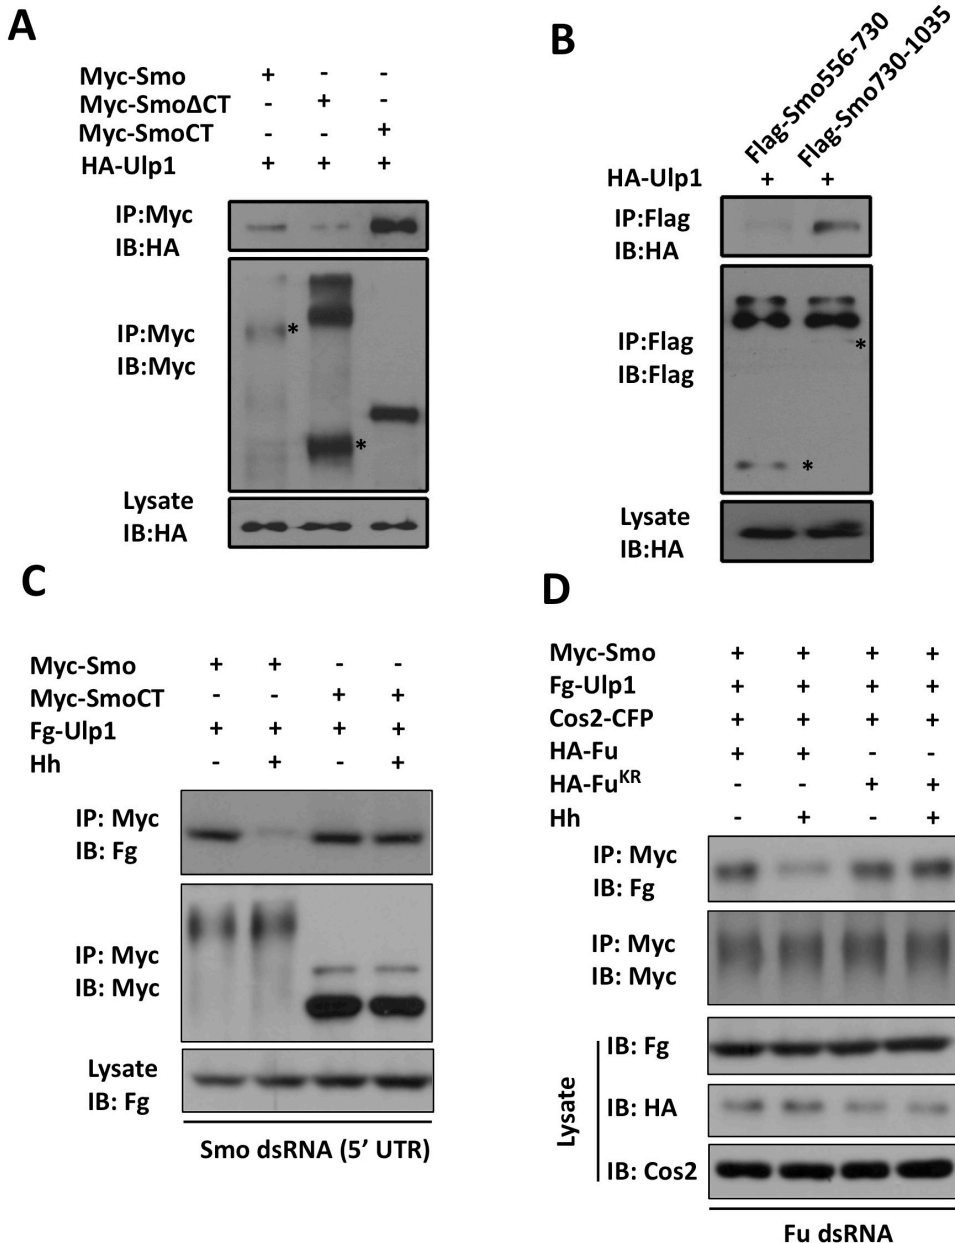 A
Myc-Smo + - -
Myc-SmoΔCT - + -
Myc-SmoCT - - +
HA-Ulp1 + + +
IP:Myc
IB:HA
IP:Myc
IB:Myc
*
*
Lysate
IB:HA
B
Flag-Smo556-730
Flag-Smo730-1035
HA-Ulp1 + +
IP:Flag
IB:HA
IP:Flag
IB:Flag
*
*
Lysate
IB:HA
C
Myc-Smo + + - -
Myc-SmoCT - - + +
Fg-Ulp1 + + + +
Hh - + - +
IP: Myc
IB: Fg
IP: Myc
IB: Myc
Lysate
IB: Fg
Smo dsRNA (5’ UTR)
D
Myc-Smo + + + +
Fg-Ulp1 + + + +
Cos2-CFP + + + +
HA-Fu + + - -
HA-Fu^KR - - + +
Hh - + - +
IP: Myc
IB: Fg
IP: Myc
IB: Myc
Lysate
IB: Fg
IB: HA
IB: Cos2
Fu dsRNA